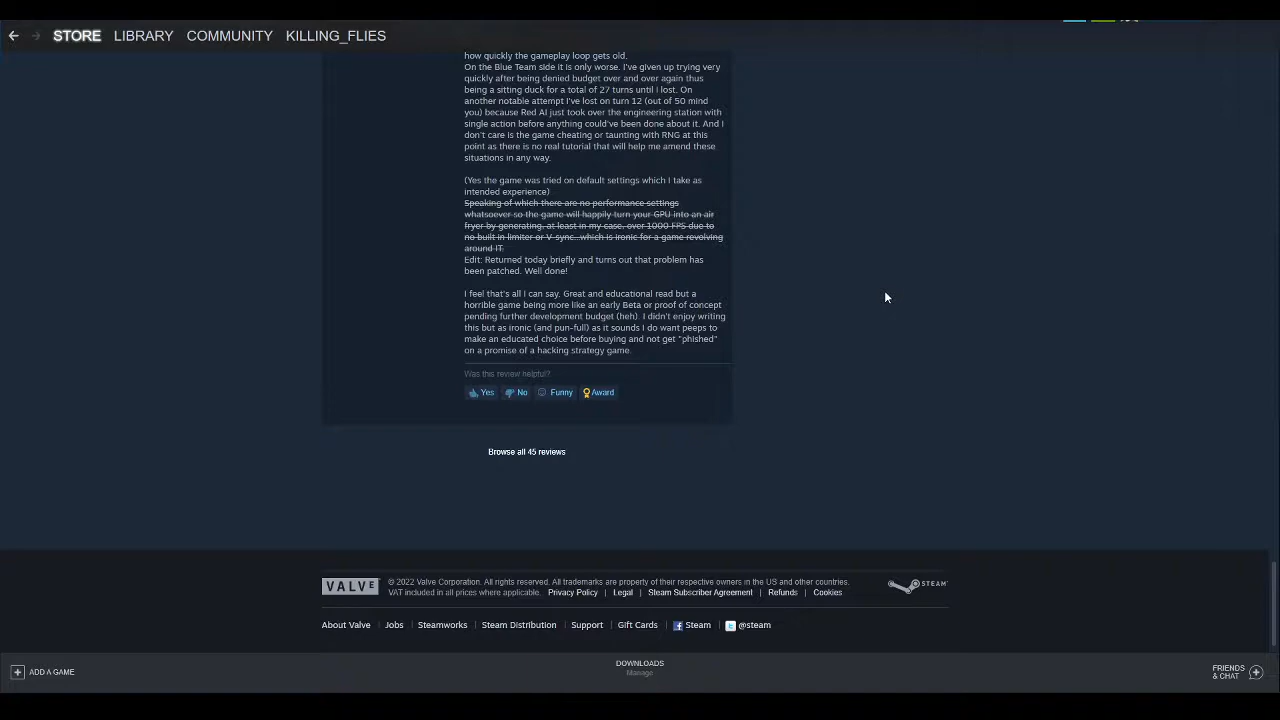 STORE LIBRARY COMMUNITY KILLING_FLIES
how quickly the gameplay loop gets old.
On the Blue Team side it is only worse. I've given up trying very
quickly after being denied budget over and over again thus
being a sitting duck for a total of 27 turns until I lost. On
another notable attempt I've lost on turn 12 (out of 50 mind
you) because Red AI just took over the engineering station with
single action before anything could've been done about it. And I
don't care is the game cheating or taunting with RNG at this
point as there is no real tutorial that will help me amend these
situations in any way.
(Yes the game was tried on default settings which I take as
intended experience)
Speaking of which there are no performance settings
whatsoever so the game will happily turn your GPU into an air
fryer by generating, at least in my case, over 1000 FPS due to
no built in limiter or V-sync...which is ironic for a game revolving
around IT.
Edit: Returned today briefly and turns out that problem has
been patched. Well done!
I feel that's all I can say. Great and educational read but a
horrible game being more like an early Beta or proof of concept
pending further development budget (heh). I didn't enjoy writing
this but as ironic (and pun-full) as it sounds I do want peeps to
make an educated choice before buying and not get "phished"
on a promise of a hacking strategy game.
Was this review helpful?
Yes No Funny Award
Browse all 45 reviews
VALVE © 2022 Valve Corporation. All rights reserved. All trademarks are property of their respective owners in the US and other countries. STEAM
VAT included in all prices where applicable. Privacy Policy | Legal | Steam Subscriber Agreement | Refunds | Cookies
About Valve | Jobs | Steamworks | Steam Distribution | Support | Gift Cards | Steam | @steam
ADD A GAME
DOWNLOADS
Manage
FRIENDS
& CHAT